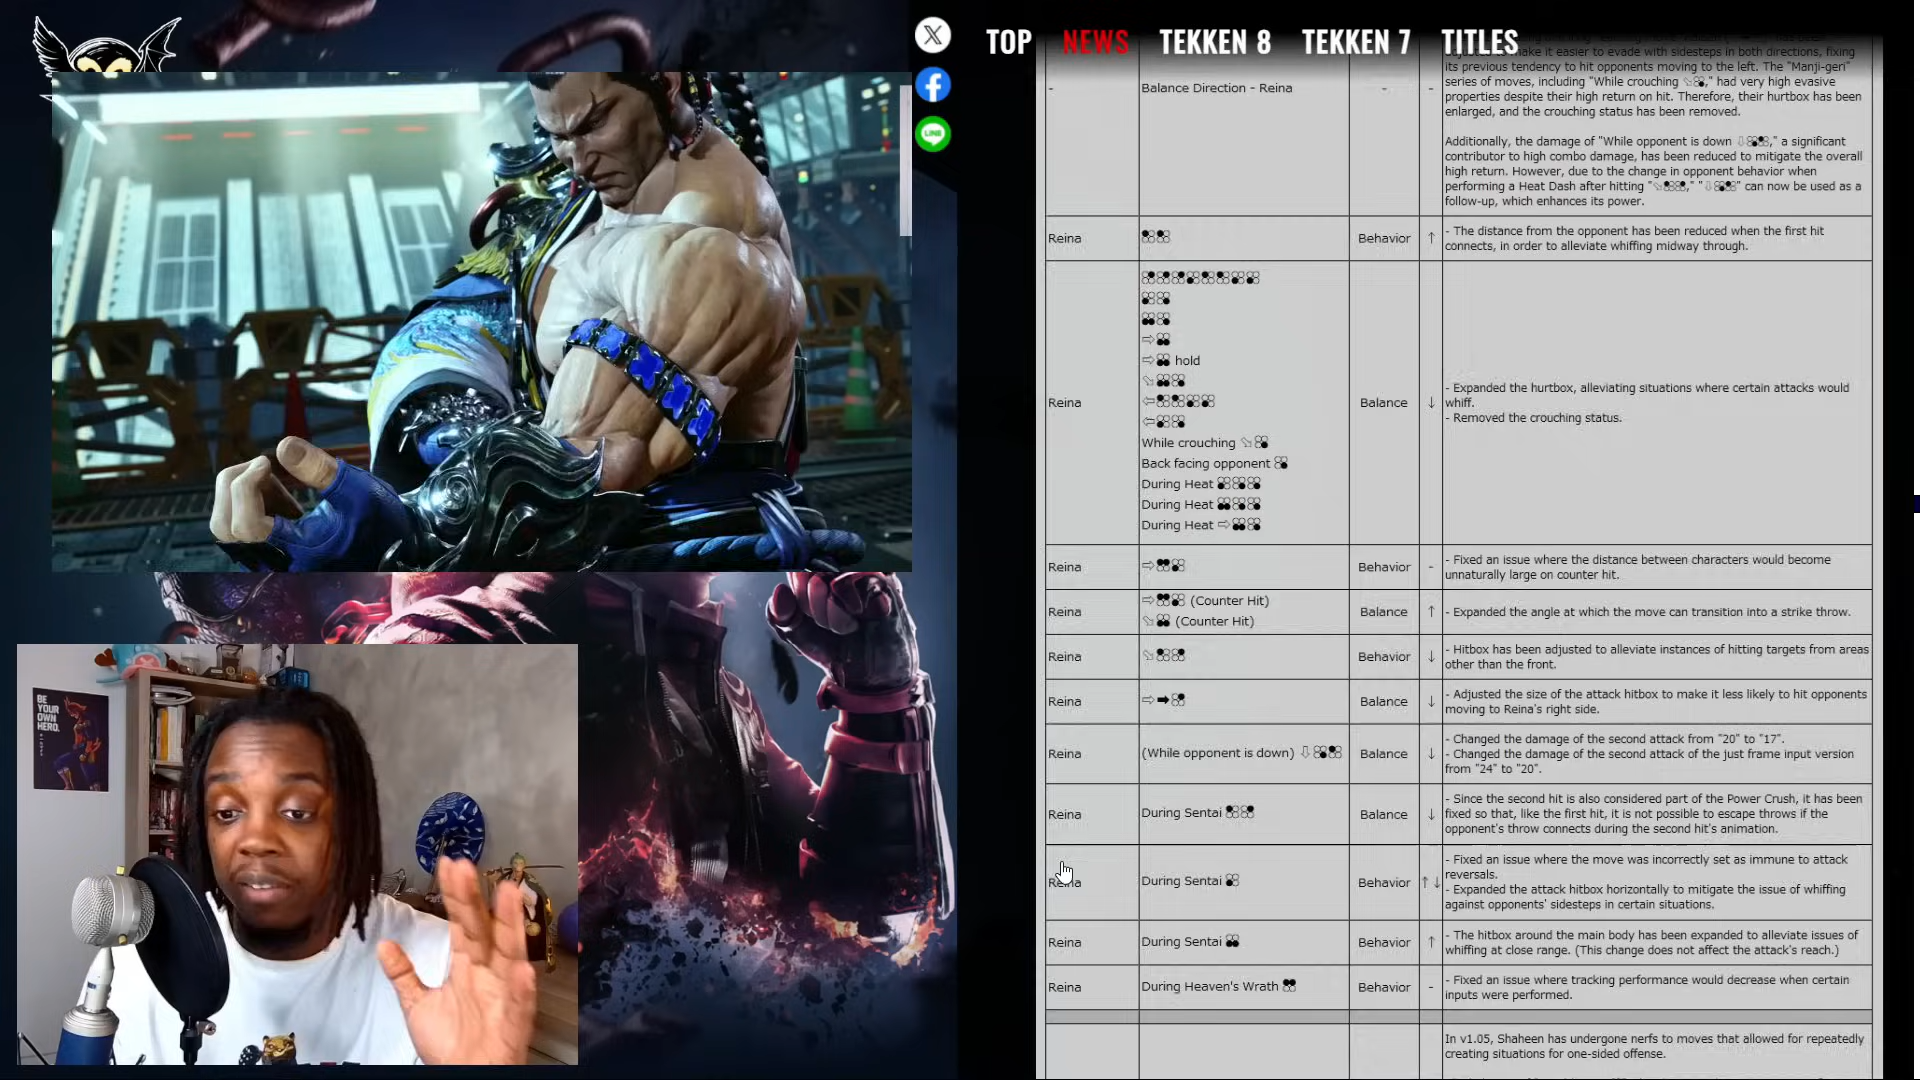 TOP NEWS TEKKEN 8 TEKKEN 7 TITLES
X
LINE
BE
YOUR
OWN
HERO.
make it easier to evade with sidesteps in both directions, fixing
its previous tendency to hit opponents moving to the left. The "Manji-geri"
series of moves, including "While crouching ," had very high evasive
properties despite their high return on hit. Therefore, their hurtbox has been
enlarged, and the crouching status has been removed.
- Balance Direction - Reina - -
Additionally, the damage of "While opponent is down ⇩," a significant
contributor to high combo damage, has been reduced to mitigate the overall
high return. However, due to the change in opponent behavior when
performing a Heat Dash after hitting "," "⇩" can now be used as a
follow-up, which enhances its power.
Reina Behavior ↑ - The distance from the opponent has been reduced when the first hit
connects, in order to alleviate whiffing midway through.
⇨
⇨ hold
⇦
⇦
While crouching
Back facing opponent
During Heat
During Heat
During Heat ⇨
Reina Balance ↓ - Expanded the hurtbox, alleviating situations where certain attacks would
whiff.
- Removed the crouching status.
Reina ⇨ Behavior - - Fixed an issue where the distance between characters would become
unnaturally large on counter hit.
Reina ⇨ (Counter Hit)
(Counter Hit) Balance ↑ - Expanded the angle at which the move can transition into a strike throw.
Reina Behavior ↓ - Hitbox has been adjusted to alleviate instances of hitting targets from areas
other than the front.
Reina ⇨ ➡ Balance ↓ - Adjusted the size of the attack hitbox to make it less likely to hit opponents
moving to Reina's right side.
Reina (While opponent is down) ⇩ Balance ↓ - Changed the damage of the second attack from "20" to "17".
- Changed the damage of the second attack of the just frame input version
from "24" to "20".
Reina During Sentai Balance ↓ - Since the second hit is also considered part of the Power Crush, it has been
fixed so that, like the first hit, it is not possible to escape throws if the
opponent's throw connects during the second hit's animation.
Reina During Sentai Behavior ↑↓ - Fixed an issue where the move was incorrectly set as immune to attack
reversals.
- Expanded the attack hitbox horizontally to mitigate the issue of whiffing
against opponents' sidesteps in certain situations.
Reina During Sentai Behavior ↑ - The hitbox around the main body has been expanded to alleviate issues of
whiffing at close range. (This change does not affect the attack's reach.)
Reina During Heaven's Wrath Behavior - - Fixed an issue where tracking performance would decrease when certain
inputs were performed.
In v1.05, Shaheen has undergone nerfs to moves that allowed for repeatedly
creating situations for one-sided offense.